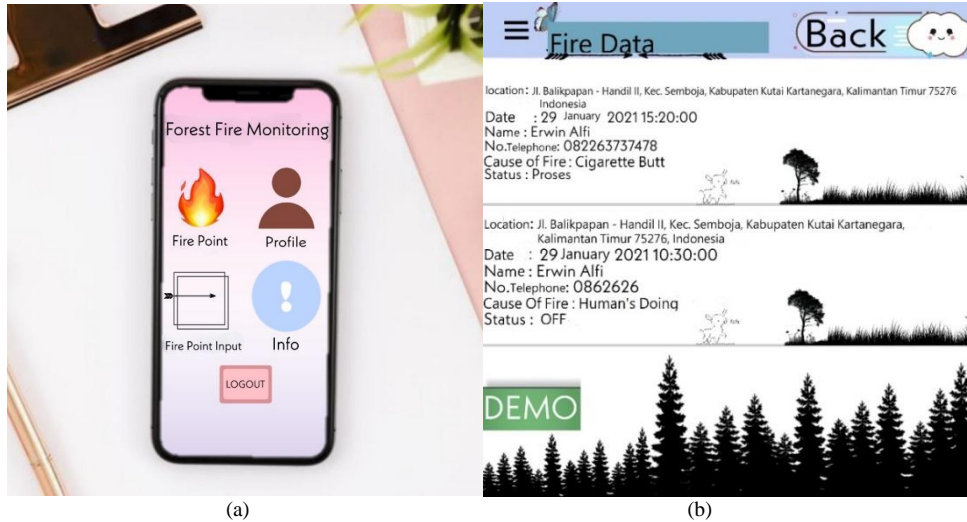 Forest Fire Monitoring
Fire Point
Profile
Fire Point Input
Info
LOGOUT
(a)
Fire Data
Back
location: Jl. Balikpapan - Handil II, Kec. Semboja, Kabupaten Kutai Kartanegara, Kalimantan Timur 75276
Indonesia
Date : 29 January 2021 15:20:00
Name : Erwin Alfi
No.Telephone: 082263737478
Cause of Fire : Cigarette Butt
Status : Proses
Location: Jl. Balikpapan - Handil II, Kec. Semboja, Kabupaten Kutai Kartanegara,
Kalimantan Timur 75276, Indonesia
Date : 29 January 2021 10:30:00
Name : Erwin Alfi
No.Telephone: 0862626
Cause Of Fire : Human's Doing
Status : OFF
DEMO
(b)